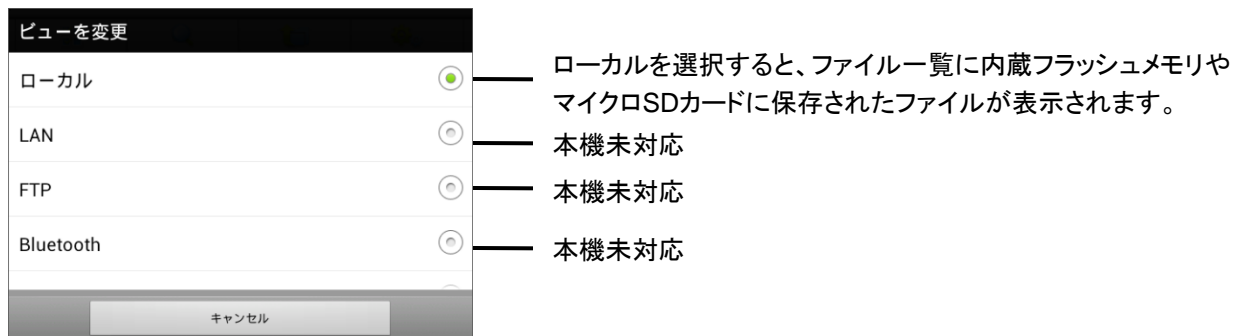 ビューを変更
ローカル
ローカルを選択すると、ファイル一覧に内蔵フラッシュメモリや
マイクロSDカードに保存されたファイルが表示されます。
LAN
本機未対応
FTP
本機未対応
Bluetooth
本機未対応
キャンセル